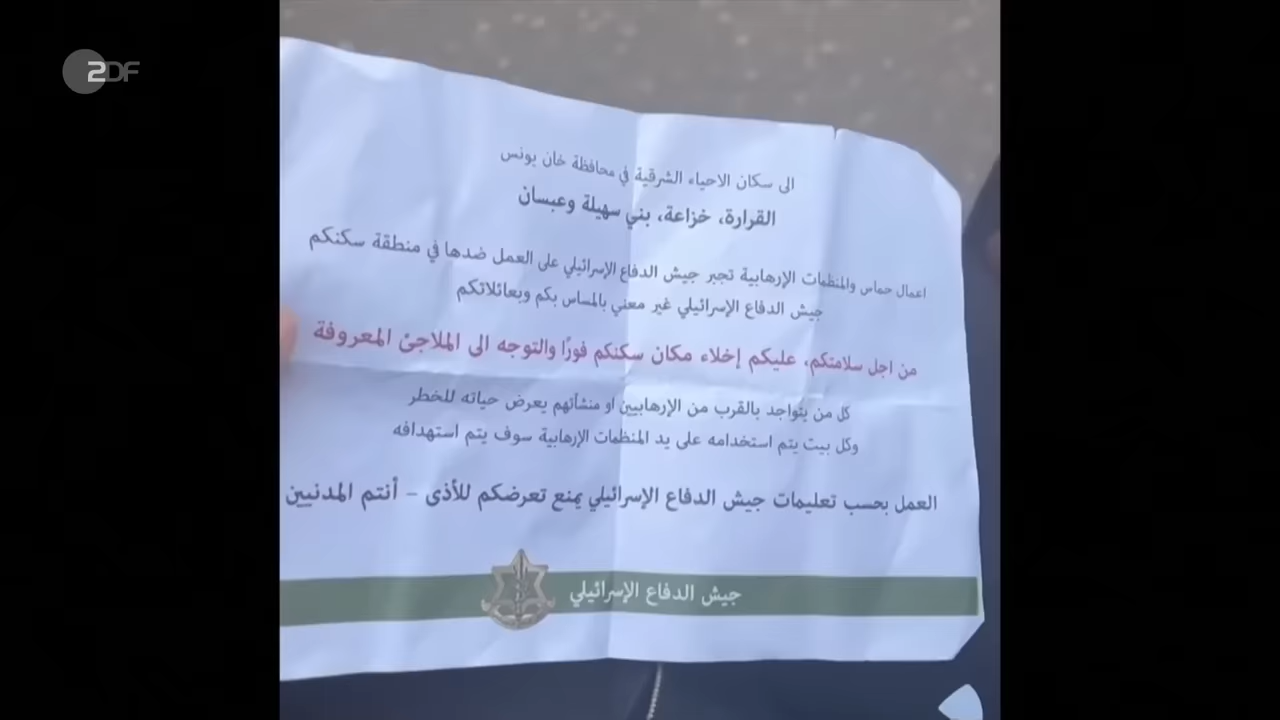 ZDF
الى سكان الاحياء الشرقية في محافظة خان يونس
القرارة، خزاعة، بني سهيلة وعبسان
اعمال حماس والمنظمات الإرهابية تجبر جيش الدفاع الإسرائيلي على العمل ضدها في منطقة سكنكم
جيش الدفاع الإسرائيلي غير معني بالمساس بكم وبعائلاتكم
من اجل سلامتكم، عليكم إخلاء مكان سكنكم فورًا والتوجه الى الملاجئ المعروفة
كل من يتواجد بالقرب من الإرهابيين او منشآتهم يعرض حياته للخطر
وكل بيت يتم استخدامه على يد المنظمات الإرهابية سوف يتم استهدافه
العمل بحسب تعليمات جيش الدفاع الإسرائيلي يمنع تعرضكم للأذى – أنتم المدنيين
جيش الدفاع الإسرائيلي